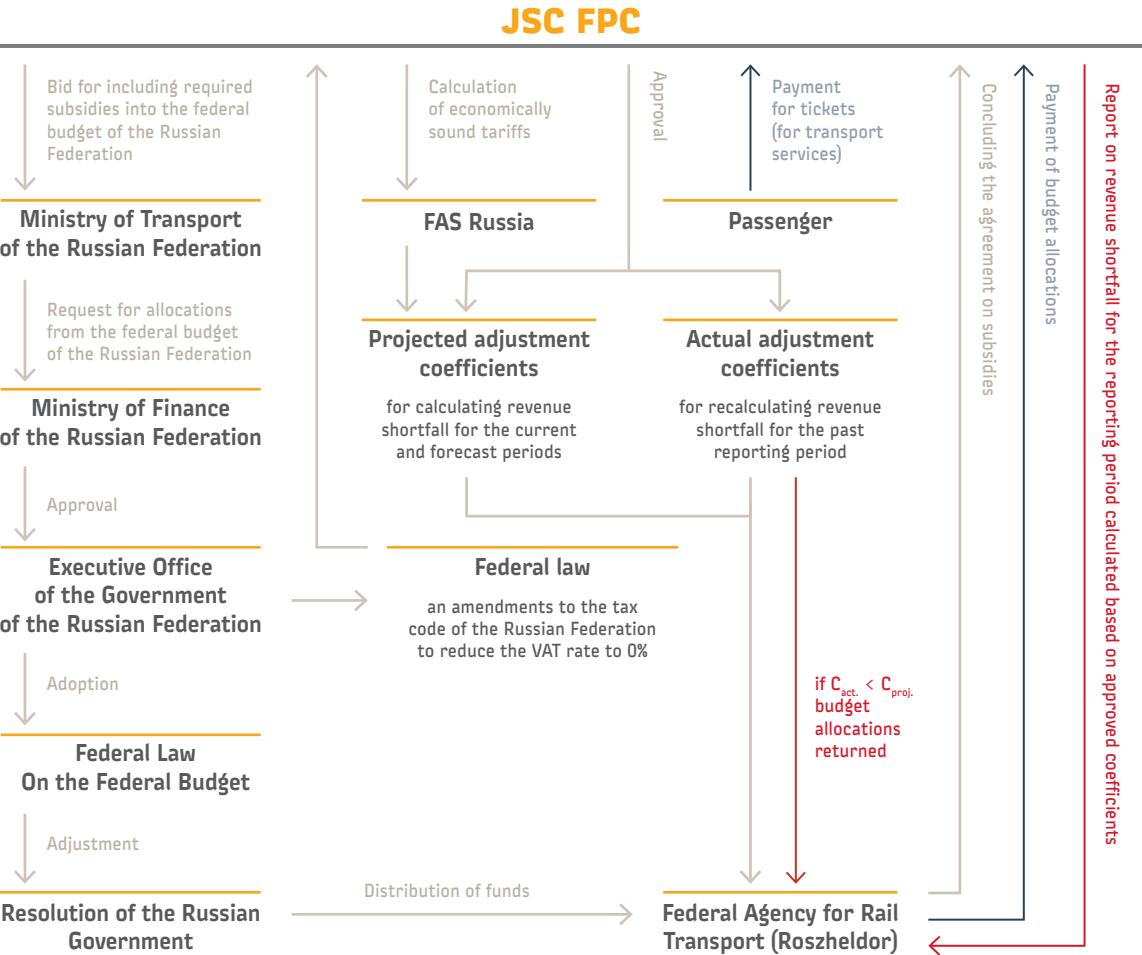 JSC FPC
Bid for including required
subsidies into the federal
budget of the Russian
Federation
Ministry of Transport
of the Russian Federation
Request for allocations
from the federal budget
of the Russian Federation
Ministry of Finance
of the Russian Federation
Approval
Executive Office
of the Government
of the Russian Federation
Adoption
Federal Law
On the Federal Budget
Adjustment
Resolution of the Russian
Government
Distribution of funds
Calculation
of economically
sound tariffs
FAS Russia
Approval
Payment
for tickets
(for transport
services)
Passenger
Projected adjustment
coefficients
for calculating revenue
shortfall for the current
and forecast periods
Actual adjustment
coefficients
for recalculating revenue
shortfall for the past
reporting period
Federal law
an amendments to the tax
code of the Russian Federation
to reduce the VAT rate to 0%
if C act. < C proj.
budget
allocations
returned
Federal Agency for Rail
Transport (Roszheldor)
Concluding the agreement on subsidies
Payment of budget allocations
Report on revenue shortfall for the reporting period calculated based on approved coefficients